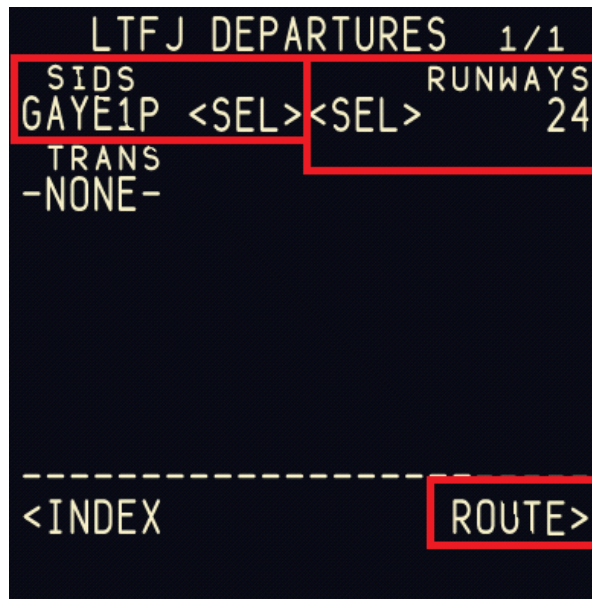 LTFJ DEPARTURES 1/1
SIDS RUNWAYS
GAYE1P <SEL> <SEL> 24
TRANS
-NONE-
------------------------
<INDEX ROUTE>